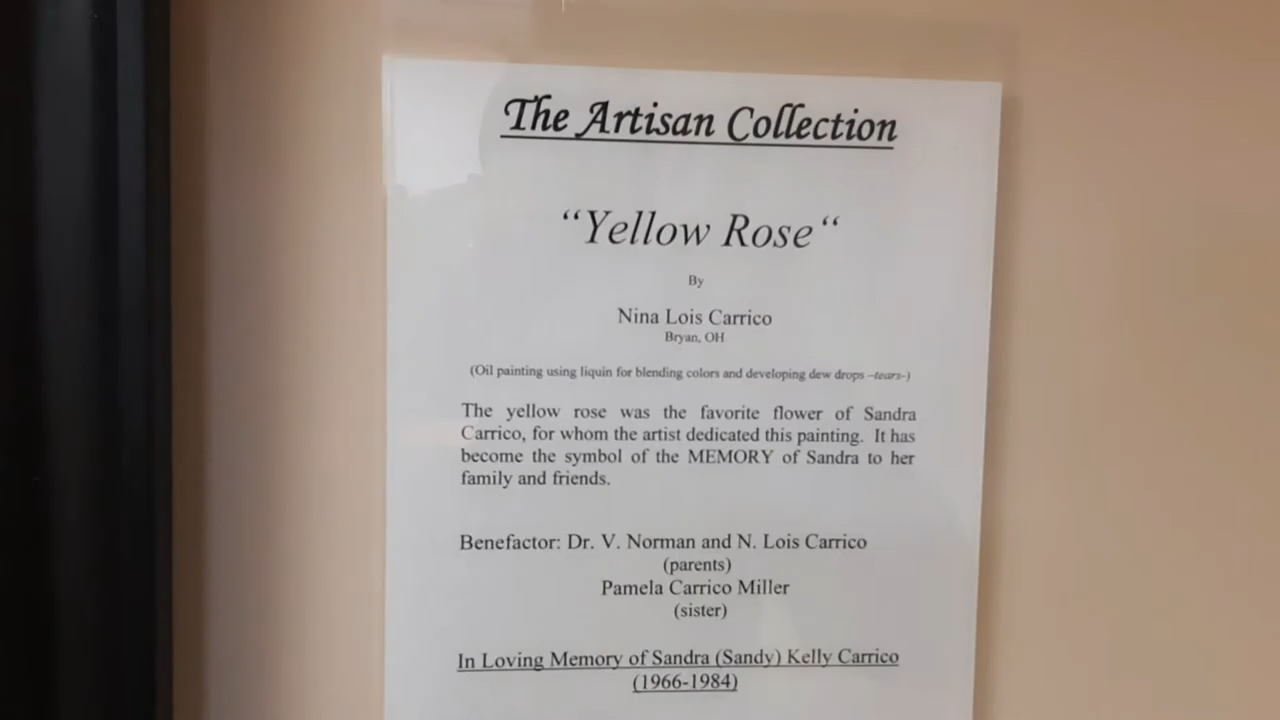 The Artisan Collection
“Yellow Rose“
By
Nina Lois Carrico
Bryan, OH
(Oil painting using liquin for blending colors and developing dew drops –tears-)
The yellow rose was the favorite flower of Sandra
Carrico, for whom the artist dedicated this painting. It has
become the symbol of the MEMORY of Sandra to her
family and friends.
Benefactor: Dr. V. Norman and N. Lois Carrico
(parents)
Pamela Carrico Miller
(sister)
In Loving Memory of Sandra (Sandy) Kelly Carrico
(1966-1984)